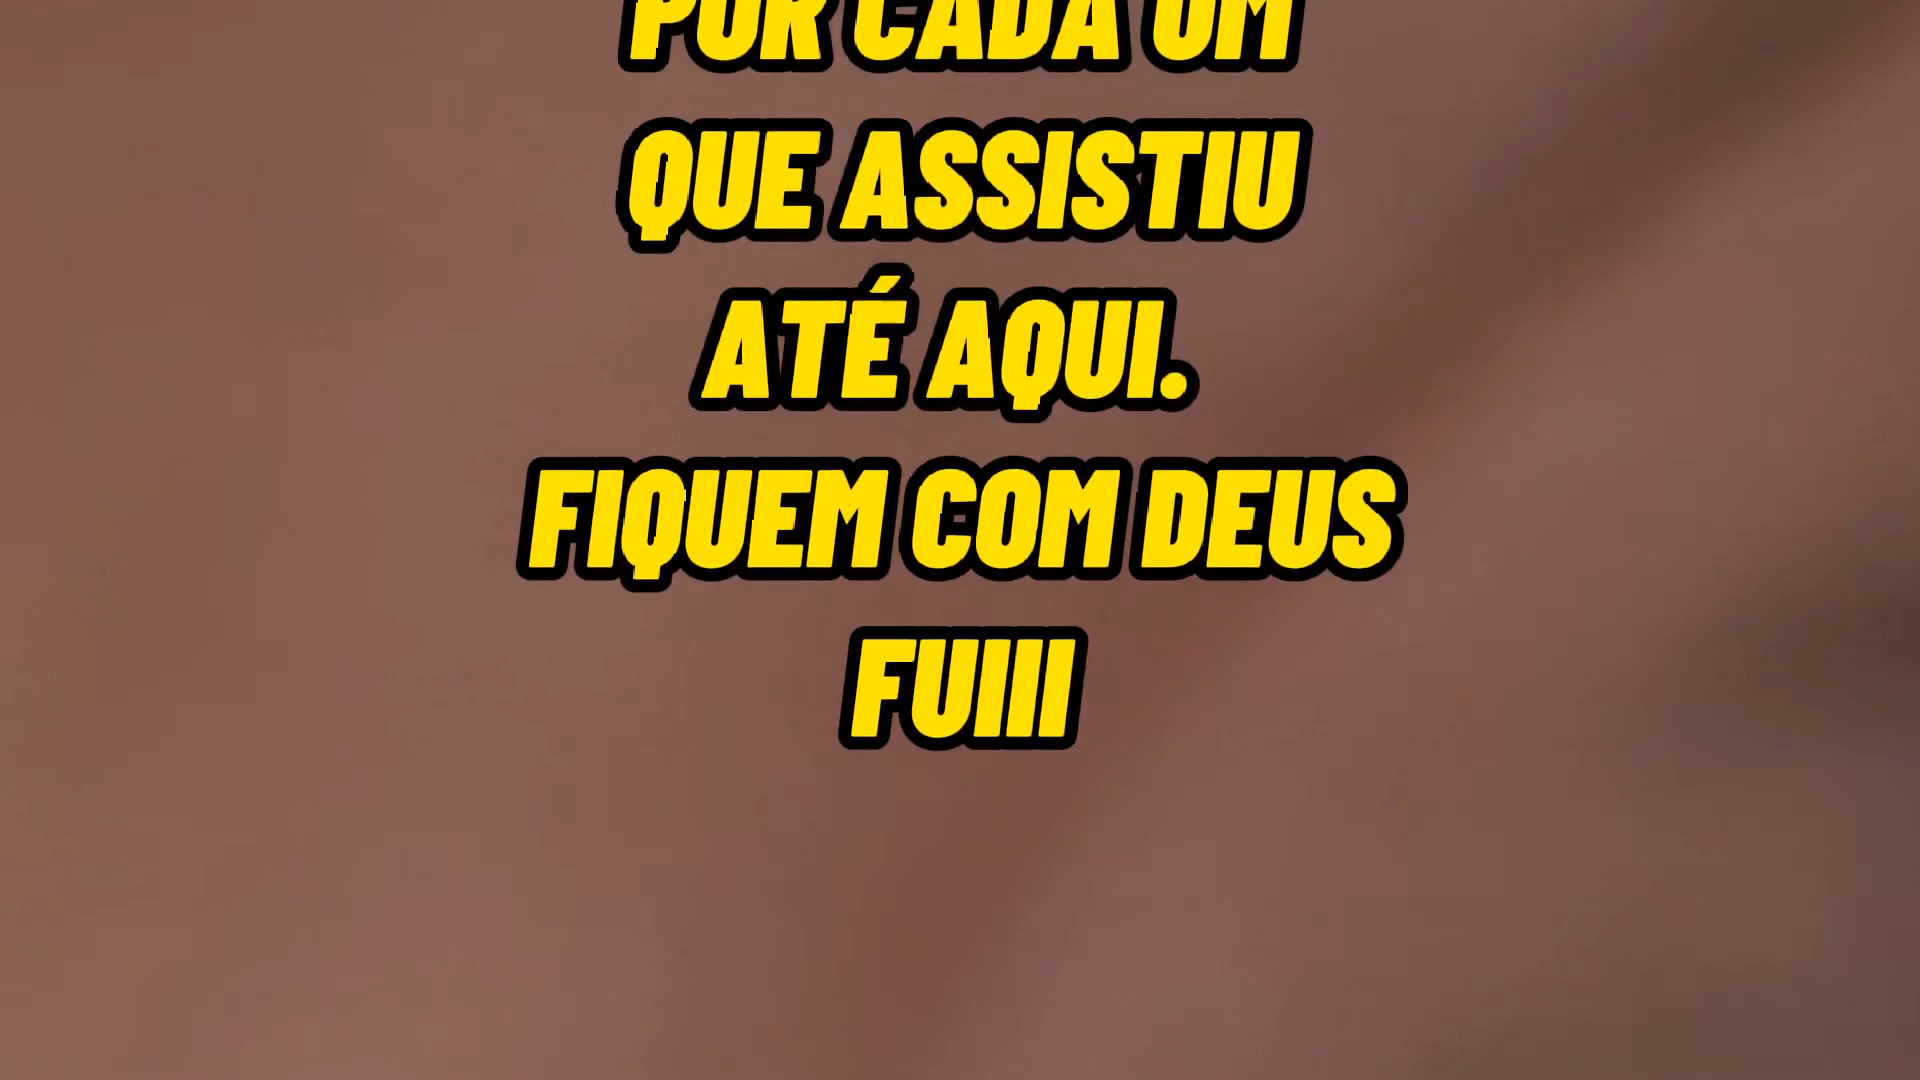 POR CADA UM
QUE ASSISTIU
ATÉ AQUI.
FIQUEM COM DEUS
FUIII